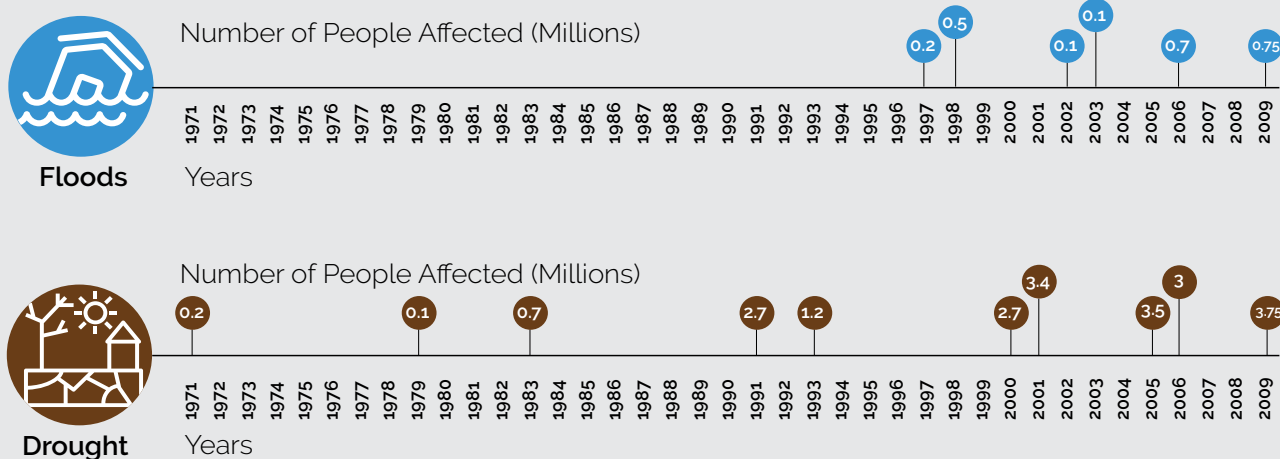 Number of People Affected (Millions)
0.2 0.5 0.1 0.1 0.7 0.75
1971 1972 1973 1974 1975 1976 1977 1978 1979 1980 1981 1982 1983 1984 1985 1986 1987 1988 1989 1990 1991 1992 1993 1994 1995 1996 1997 1998 1999 2000 2001 2002 2003 2004 2005 2006 2007 2008 2009
Floods
Years
Number of People Affected (Millions)
0.2 0.1 0.7 2.7 1.2 2.7 3.4 3.5 3 3.75
1971 1972 1973 1974 1975 1976 1977 1978 1979 1980 1981 1982 1983 1984 1985 1986 1987 1988 1989 1990 1991 1992 1993 1994 1995 1996 1997 1998 1999 2000 2001 2002 2003 2004 2005 2006 2007 2008 2009
Drought
Years